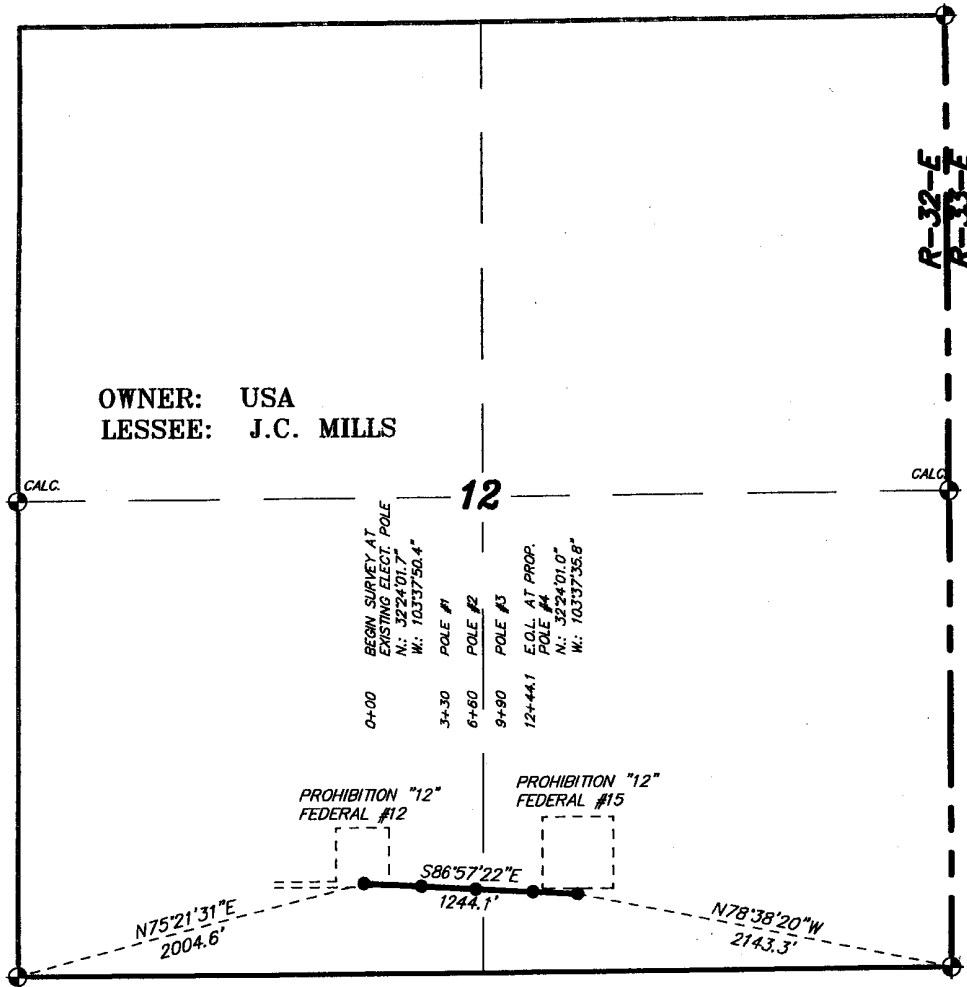 R-32-E
R-33-E
OWNER: USA
LESSEE: J.C. MILLS
CALC.
12
CALC.
0+00 BEGIN SURVEY AT
EXISTING ELECT. POLE
N.: 32°24'01.7"
W.: 103°37'50.4"
3+30 POLE #1
6+60 POLE #2
9+90 POLE #3
12+44.1 E.O.L. AT PROP.
POLE #4
N.: 32°24'01.0"
W.: 103°37'35.8"
PROHIBITION "12"
FEDERAL #12
PROHIBITION "12"
FEDERAL #15
S86°57'22"E
1244.1'
N75°21'31"E
2004.6'
N78°38'20"W
2143.3'